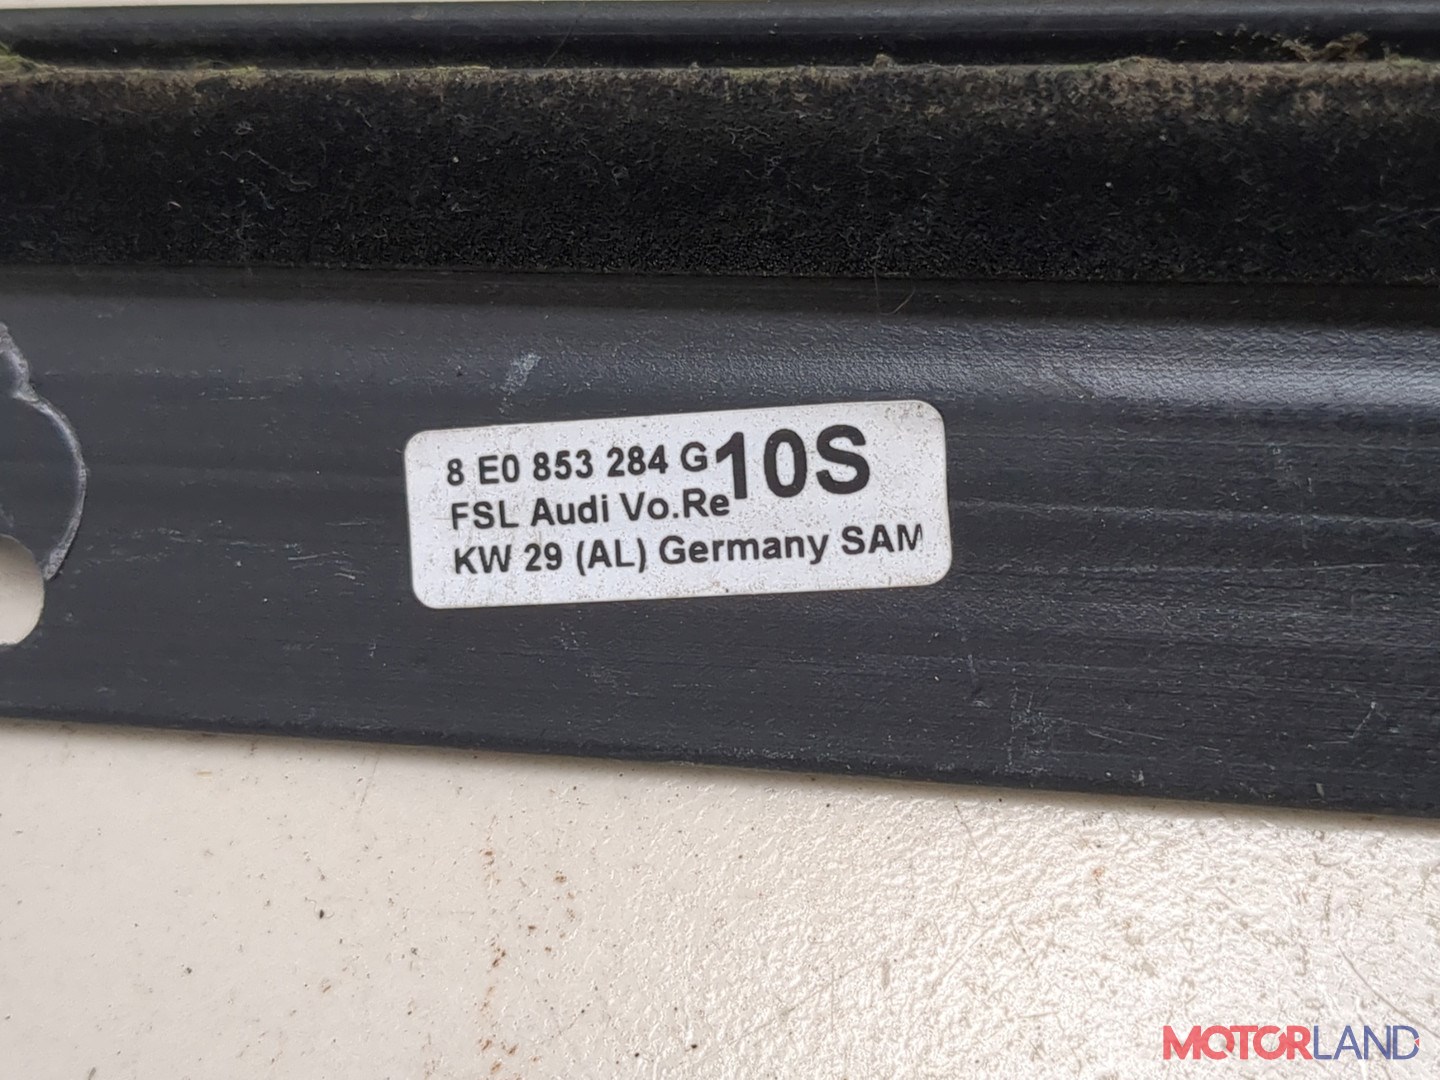 8 E0 853 284 G 10S
FSL Audi Vo.Re
KW 29 (AL) Germany SAM
MOTORLAND